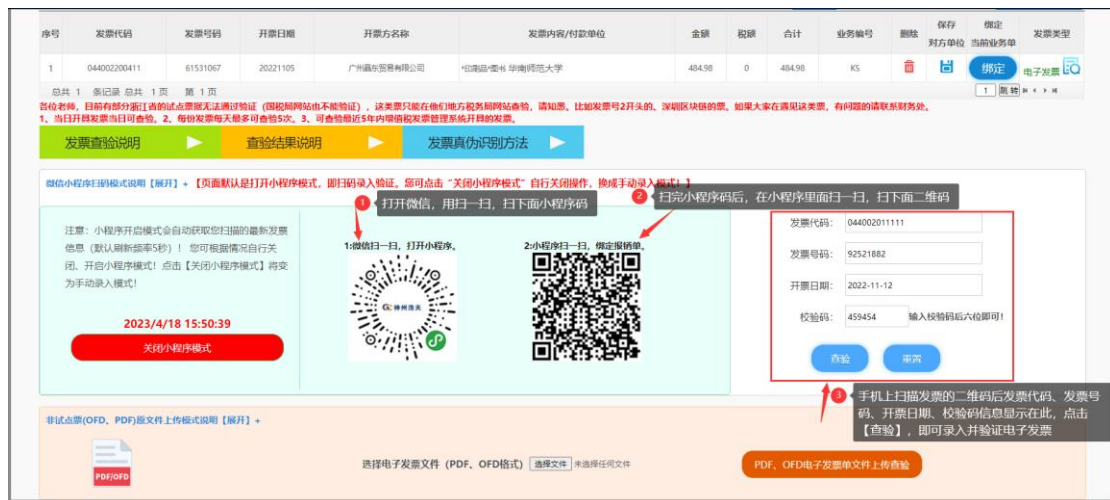 序号 发票代码 发票号码 开票日期 开票方名称 发票内容/付款单位 金额 税额 合计 业务编号 删除 保存对方单位 绑定当前业务单 发票类型
1 044002200411 61531067 20221105 广州晶东贸易有限公司 *印刷品*图书 华南师范大学 484.98 0 484.98 KS 绑定 电子发票
总共 1 条记录 总共 1 页 第 1 页 1 跳转
各位老师，目前有部分浙江省的试点票据无法通过验证（国税局网站也不能验证），这类票只能在他们地方税务局网站查验，请知悉。比如发票号2开头的、深圳区块链的票。如果大家在遇见这类票，有问题的请联系财务处。
1、当日开具发票当日可查验。2、每份发票每天最多可查验5次。3、可查验最近5年内增值税发票管理系统开具的发票。
发票查验说明 查验结果说明 发票真伪识别方法
微信小程序扫码模式说明【展开】+ 【页面默认是打开小程序模式，即扫码录入验证。您可点击“关闭小程序模式”自行关闭操作，换成手动录入模式！】
1 打开微信，用扫一扫，扫下面小程序码
2 扫完小程序码后，在小程序里面扫一扫，扫下面二维码
注意：小程序开启模式会自动获取您扫描的最新发票
信息（默认刷新频率5秒）！ 您可根据情况自行关
闭、开启小程序模式！点击【关闭小程序模式】将变
为手动录入模式！
2023/4/18 15:50:39
关闭小程序模式
1:微信扫一扫，打开小程序。
神州浩天
2:小程序扫一扫，绑定报销单。
发票代码： 044002011111
发票号码： 92521882
开票日期： 2022-11-12
校验码： 459454 输入校验码后六位即可！
查验 重置
3 手机上扫描发票的二维码后发票代码、发票号
码、开票日期、校验码信息显示在此，点击
【查验】，即可录入并验证电子发票
非试点票(OFD、PDF)原文件上传模式说明【展开】+
PDF/OFD
选择电子发票文件（PDF、OFD格式） 选择文件 未选择任何文件
PDF、OFD电子发票单文件上传查验